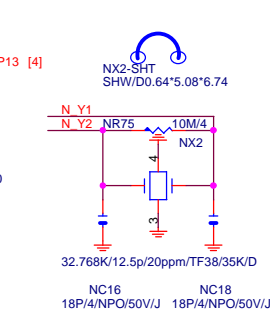 P13 [4]
NX2-SHT
SHW/D0.64*5.08*6.74
N_Y1
N_Y2 NR75 10M/4
NX2
4
3
32.768K/12.5p/20ppm/TF38/35K/D
NC16 NC18
18P/4/NPO/50V/J 18P/4/NPO/50V/J